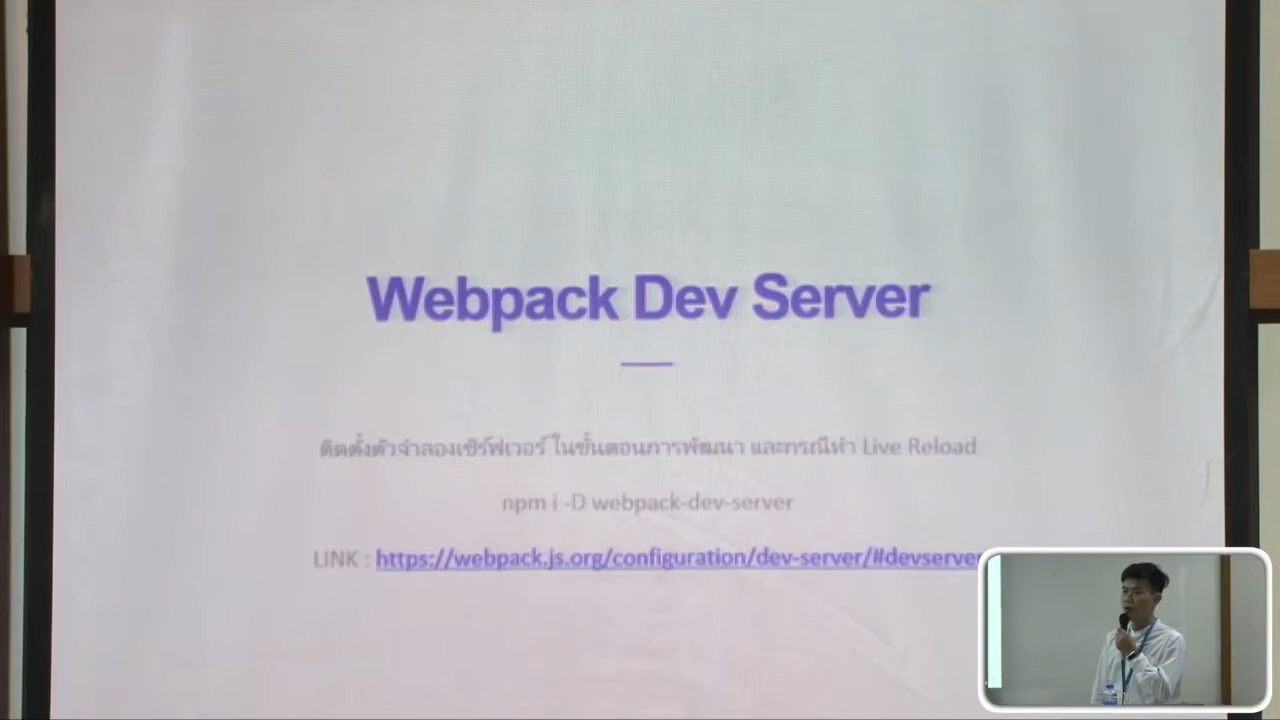 Webpack Dev Server
ติดตั้งตัวจำลองเซิร์ฟเวอร์ ในขั้นตอนการพัฒนา และกรณีทำ Live Reload
npm i -D webpack-dev-server
LINK : https://webpack.js.org/configuration/dev-server/#devserver